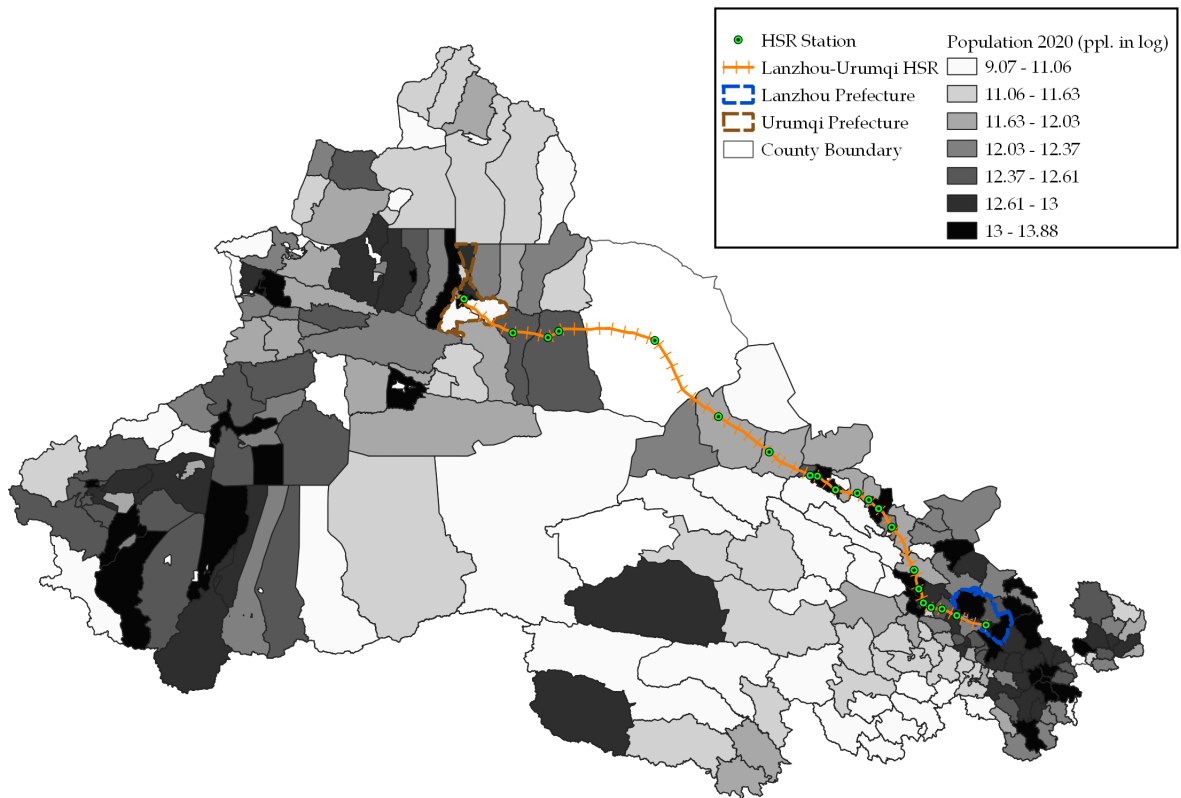 HSR Station
Lanzhou-Urumqi HSR
Lanzhou Prefecture
Urumqi Prefecture
County Boundary
Population 2020 (ppl. in log)
9.07 - 11.06
11.06 - 11.63
11.63 - 12.03
12.03 - 12.37
12.37 - 12.61
12.61 - 13
13 - 13.88